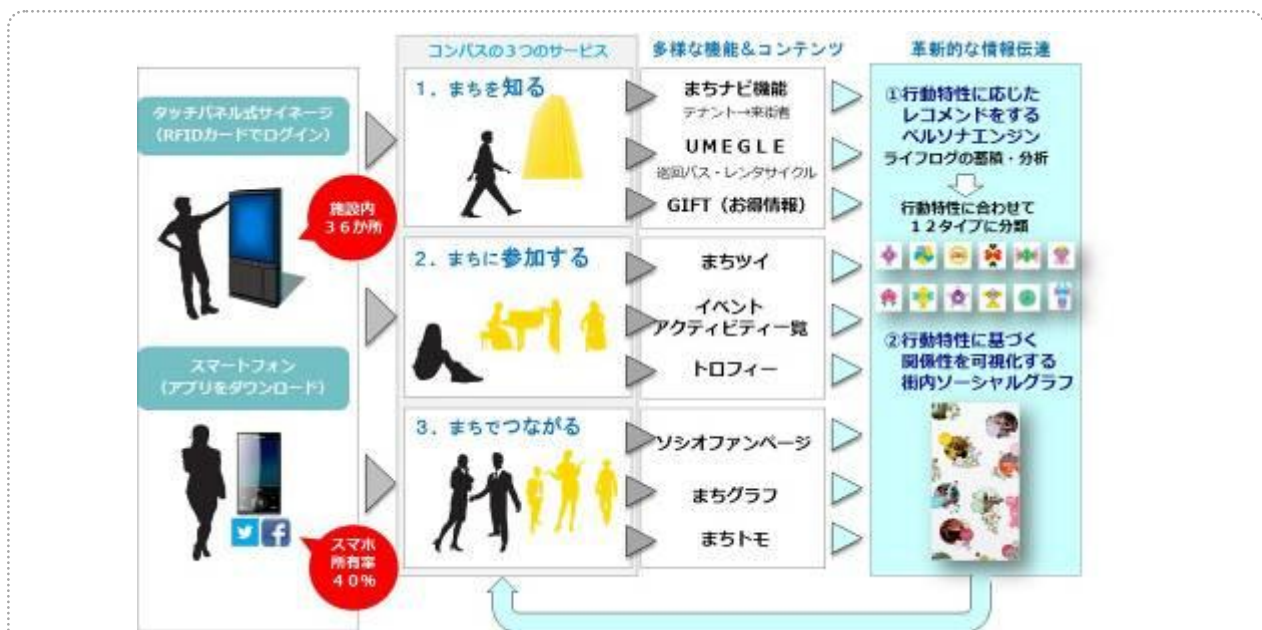 コンパスの3つのサービス
多様な機能&コンテンツ
革新的な情報伝達
タッチパネル式サイネージ
(RFIDカードでログイン)
施設内
36か所
スマートフォン
(アプリをダウンロード)
スマホ
所有率
40%
1. まちを知る
2. まちに参加する
3. まちでつながる
まちナビ機能
テナント→来街者
UMEGLE
巡回バス・レンタサイクル
GIFT(お得情報)
まちツイ
イベント
アクティビティ一覧
トロフィー
ソシオファンページ
まちグラフ
まちトモ
①行動特性に応じた
レコメンドをする
ペルソナエンジン
ライフログの蓄積・分析
行動特性に合わせて
12タイプに分類
②行動特性に基づく
関係性を可視化する
街内ソーシャルグラフ